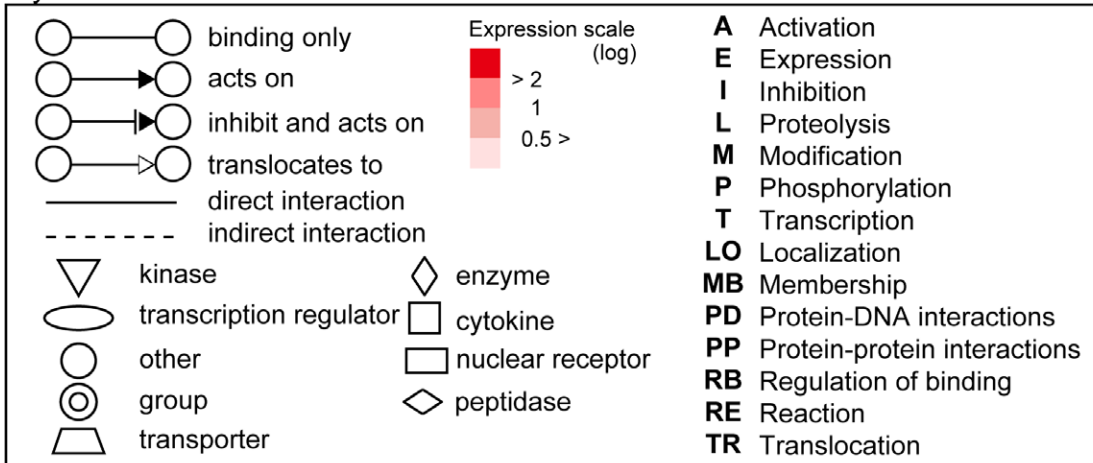 binding only
acts on
inhibit and acts on
translocates to
direct interaction
indirect interaction
kinase
transcription regulator
other
group
transporter
enzyme
cytokine
nuclear receptor
peptidase
Expression scale
(log)
> 2
1
0.5 >
A Activation
E Expression
I Inhibition
L Proteolysis
M Modification
P Phosphorylation
T Transcription
LO Localization
MB Membership
PD Protein-DNA interactions
PP Protein-protein interactions
RB Regulation of binding
RE Reaction
TR Translocation